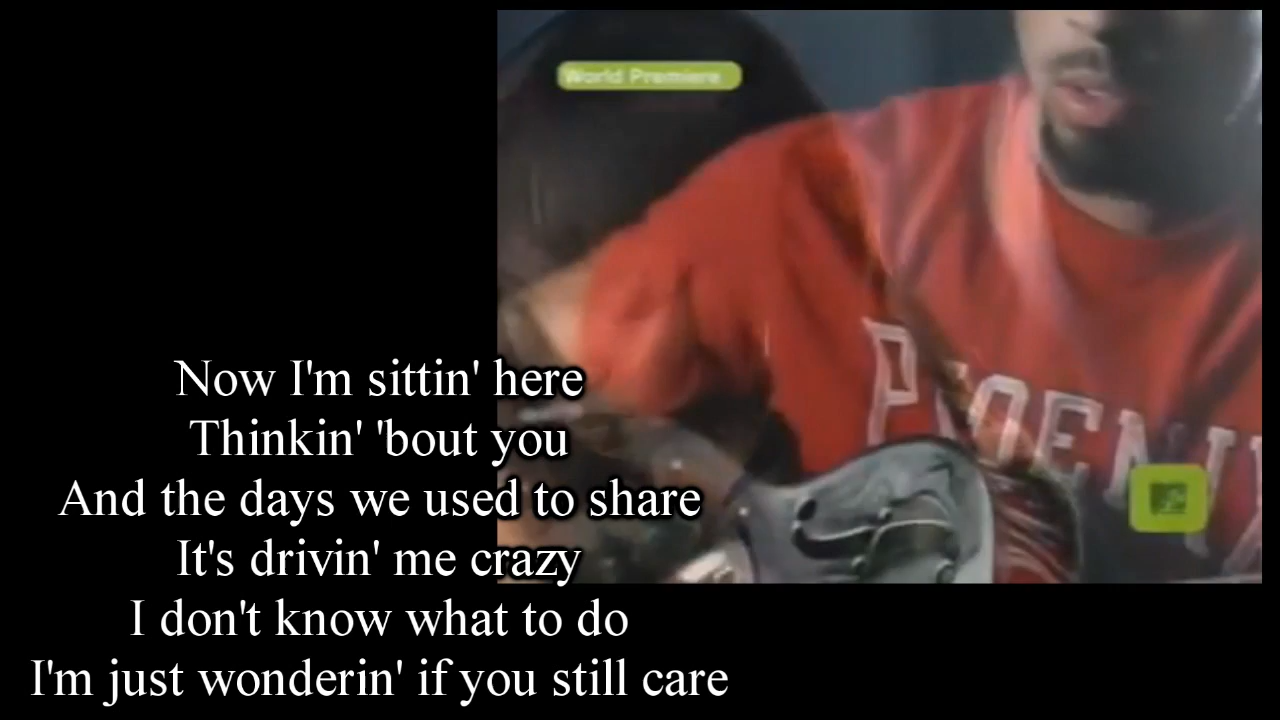 World Premiere
PHOENIX
Now I'm sittin' here
Thinkin' 'bout you
And the days we used to share
It's drivin' me crazy
I don't know what to do
I'm just wonderin' if you still care